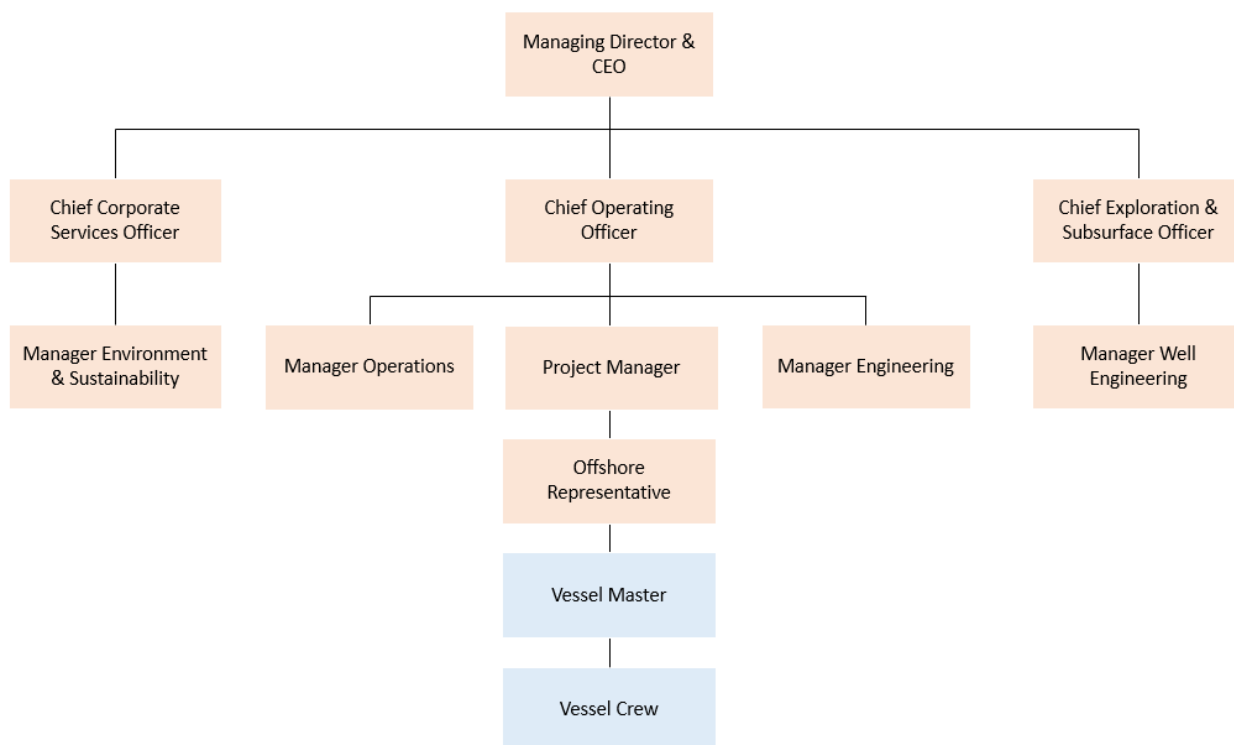 Managing Director &
CEO
Chief Corporate
Services Officer
Chief Operating
Officer
Chief Exploration &
Subsurface Officer
Manager Environment
& Sustainability
Manager Operations
Project Manager
Manager Engineering
Manager Well
Engineering
Offshore
Representative
Vessel Master
Vessel Crew